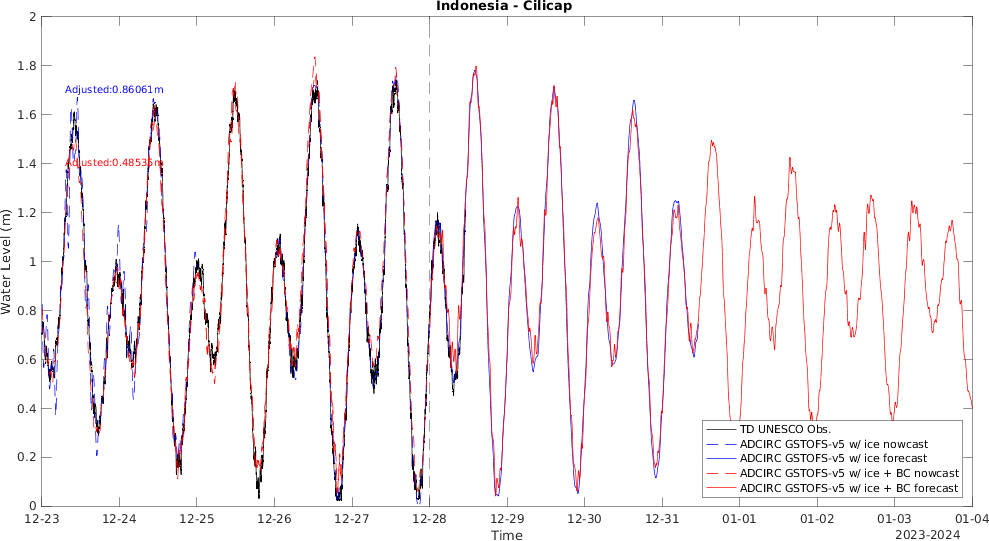 Indonesia - Cilicap
2
1.8
1.6
1.4
1.2
1
0.8
0.6
0.4
0.2
0
Water Level (m)
Adjusted:0.86061m
Adjusted:0.48535m
TD UNESCO Obs.
ADCIRC GSTOFS-v5 w/ ice nowcast
ADCIRC GSTOFS-v5 w/ ice forecast
ADCIRC GSTOFS-v5 w/ ice + BC nowcast
ADCIRC GSTOFS-v5 w/ ice + BC forecast
12-23 12-24 12-25 12-26 12-27 12-28 12-29 12-30 12-31 01-01 01-02 01-03 01-04
Time
2023-2024